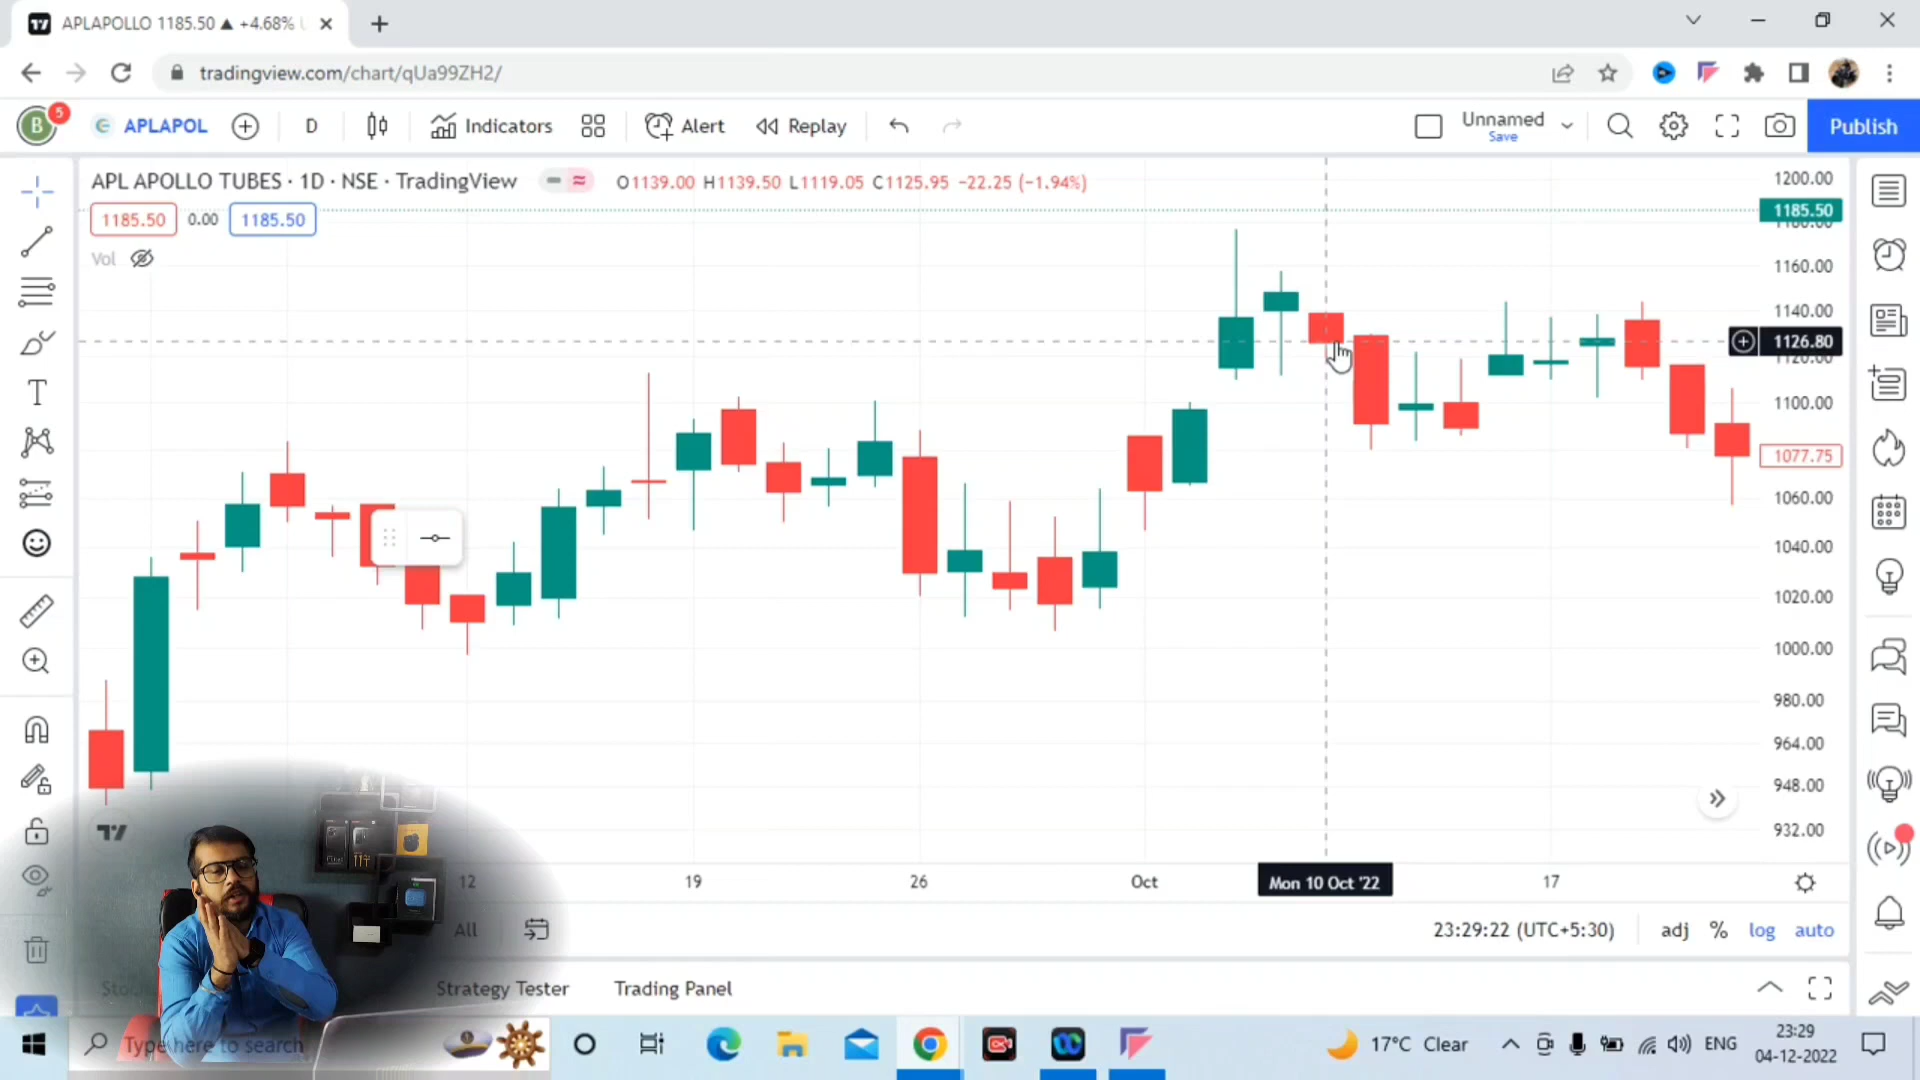 APLAPOLLO 1185.50 ▲ +4.68%
tradingview.com/chart/qUa99ZH2/
B 5 APLAPOL D Indicators Alert Replay Unnamed Save Publish
APL APOLLO TUBES · 1D · NSE · TradingView O1139.00 H1139.50 L1119.05 C1125.95 −22.25 (−1.94%)
1185.50 0.00 1185.50
Vol
1200.00
1185.50
1160.00
1140.00
1126.80
1120.00
1100.00
1077.75
1060.00
1040.00
1020.00
1000.00
980.00
964.00
948.00
932.00
12 19 26 Oct Mon 10 Oct '22 17
All 23:29:22 (UTC+5:30) adj % log auto
Strategy Tester Trading Panel
Type here to search 17°C Clear ENG 23:29
04-12-2022